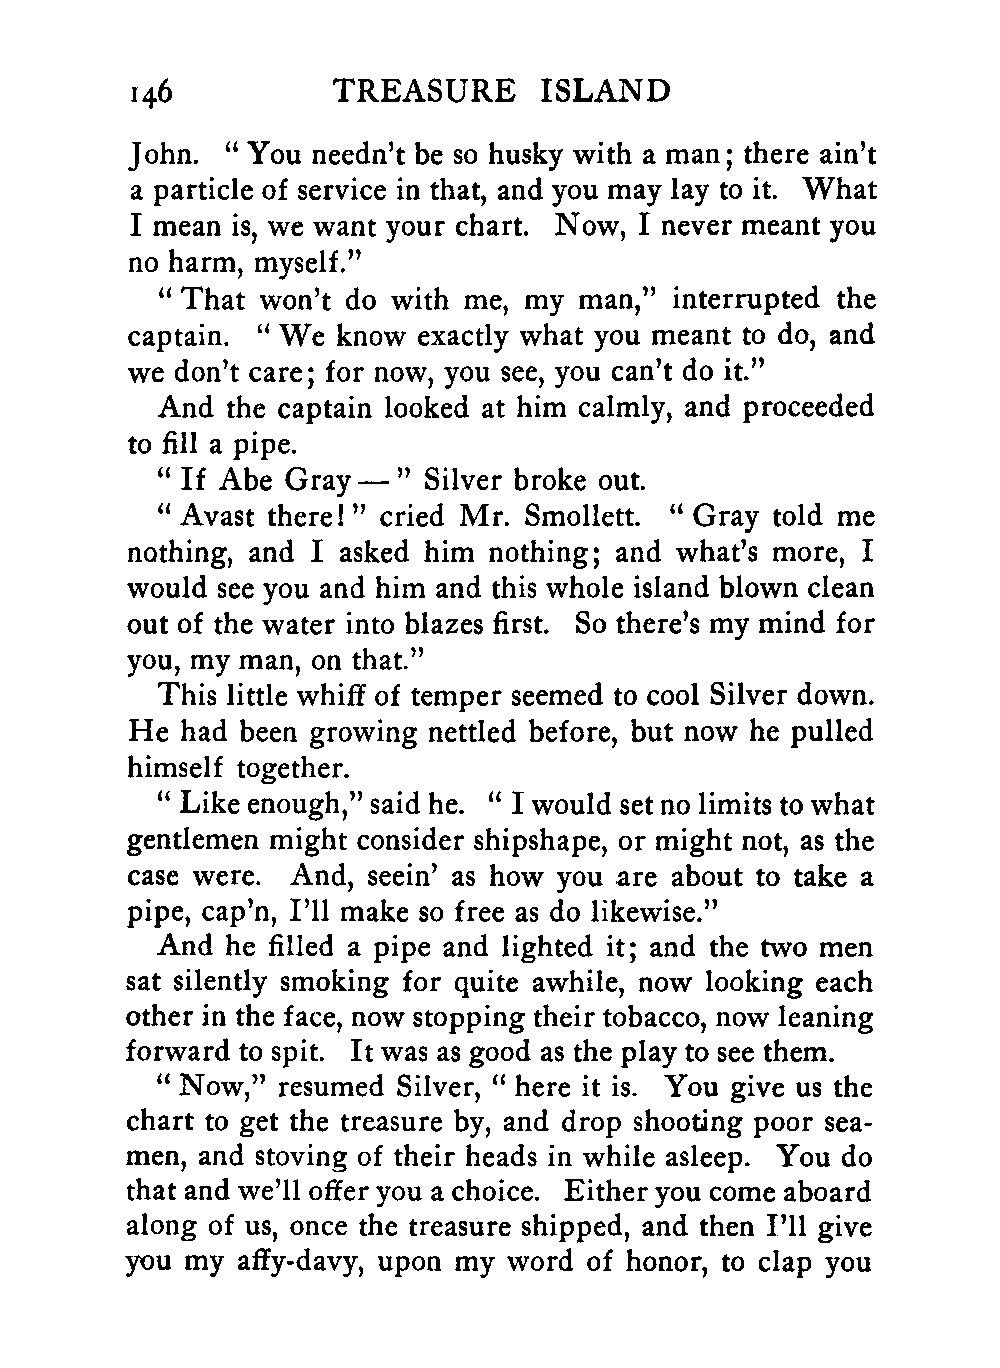 146 TREASURE ISLAND
John. “ You needn’t be so husky with a man; there ain’t
a particle of service in that, and you may lay to it. What
I mean is, we want your chart. Now, I never meant you
no harm, myself.”
“ That won’t do with me, my man,” interrupted the
captain. “ We know exactly what you meant to do, and
we don’t care; for now, you see, you can’t do it.”
And the captain looked at him calmly, and proceeded
to fill a pipe.
“ If Abe Gray — ” Silver broke out.
“ Avast there! ” cried Mr. Smollett. “ Gray told me
nothing, and I asked him nothing; and what’s more, I
would see you and him and this whole island blown clean
out of the water into blazes first. So there’s my mind for
you, my man, on that.”
This little whiff of temper seemed to cool Silver down.
He had been growing nettled before, but now he pulled
himself together.
“ Like enough,” said he. “ I would set no limits to what
gentlemen might consider shipshape, or might not, as the
case were. And, seein’ as how you are about to take a
pipe, cap’n, I’ll make so free as do likewise.”
And he filled a pipe and lighted it; and the two men
sat silently smoking for quite awhile, now looking each
other in the face, now stopping their tobacco, now leaning
forward to spit. It was as good as the play to see them.
“ Now,” resumed Silver, “ here it is. You give us the
chart to get the treasure by, and drop shooting poor sea-
men, and stoving of their heads in while asleep. You do
that and we’ll offer you a choice. Either you come aboard
along of us, once the treasure shipped, and then I’ll give
you my affy-davy, upon my word of honor, to clap you